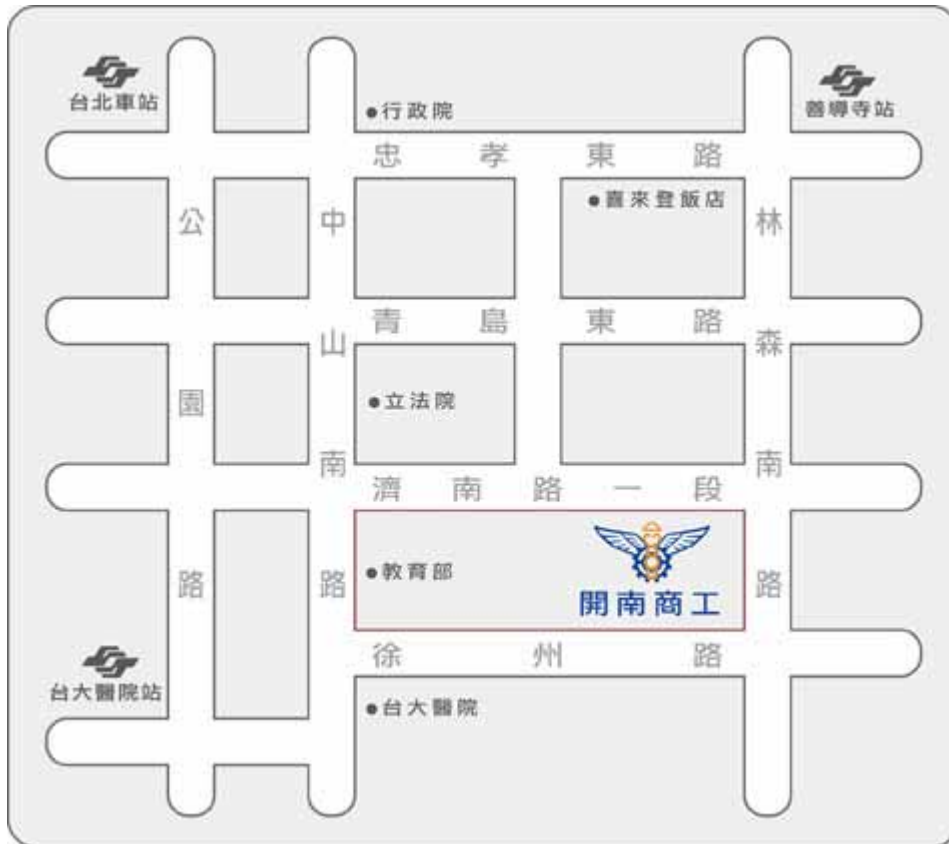 台北車站
善導寺站
行政院
忠孝東路
喜來登飯店
公園路
中山南路
林森南路
青島東路
立法院
濟南路一段
教育部
開南商工
徐州路
台大醫院站
台大醫院